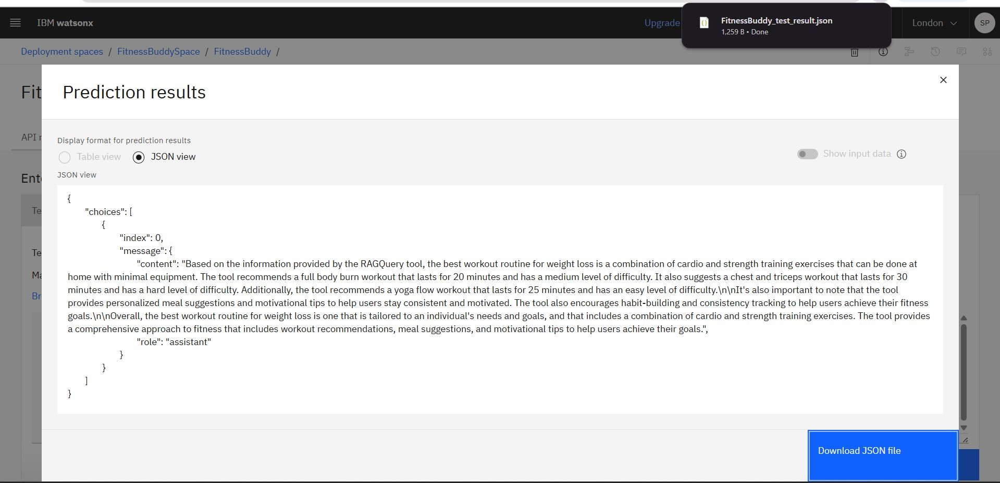 IBM watsonx
Upgrade
FitnessBuddy_test_result.json
1,259 B • Done
London
SP
Deployment spaces / FitnessBuddySpace / FitnessBuddy /
Fit
Prediction results
API r
Display format for prediction results
Table view
JSON view
Show input data
JSON view
Ente
{
"choices": [
{
"index": 0,
"message": {
"content": "Based on the information provided by the RAGQuery tool, the best workout routine for weight loss is a combination of cardio and strength training exercises that can be done at
home with minimal equipment. The tool recommends a full body burn workout that lasts for 20 minutes and has a medium level of difficulty. It also suggests a chest and triceps workout that lasts for 30
minutes and has a hard level of difficulty. Additionally, the tool recommends a yoga flow workout that lasts for 25 minutes and has an easy level of difficulty.\n\nIt's also important to note that the tool
provides personalized meal suggestions and motivational tips to help users stay consistent and motivated. The tool also encourages habit-building and consistency tracking to help users achieve their fitness
goals.\n\nOverall, the best workout routine for weight loss is one that is tailored to an individual's needs and goals, and that includes a combination of cardio and strength training exercises. The tool provides
a comprehensive approach to fitness that includes workout recommendations, meal suggestions, and motivational tips to help users achieve their goals.",
"role": "assistant"
}
}
]
}
Te
Te
Ma
Br
Download JSON file